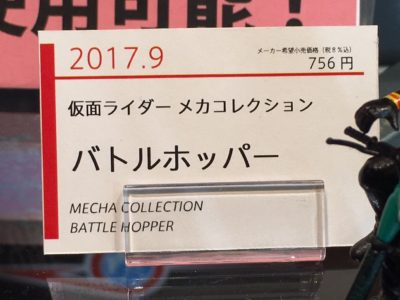 使用可能！
2017.9
メーカー希望小売価格（税8％込）
756円
仮面ライダー メカコレクション
バトルホッパー
MECHA COLLECTION
BATTLE HOPPER